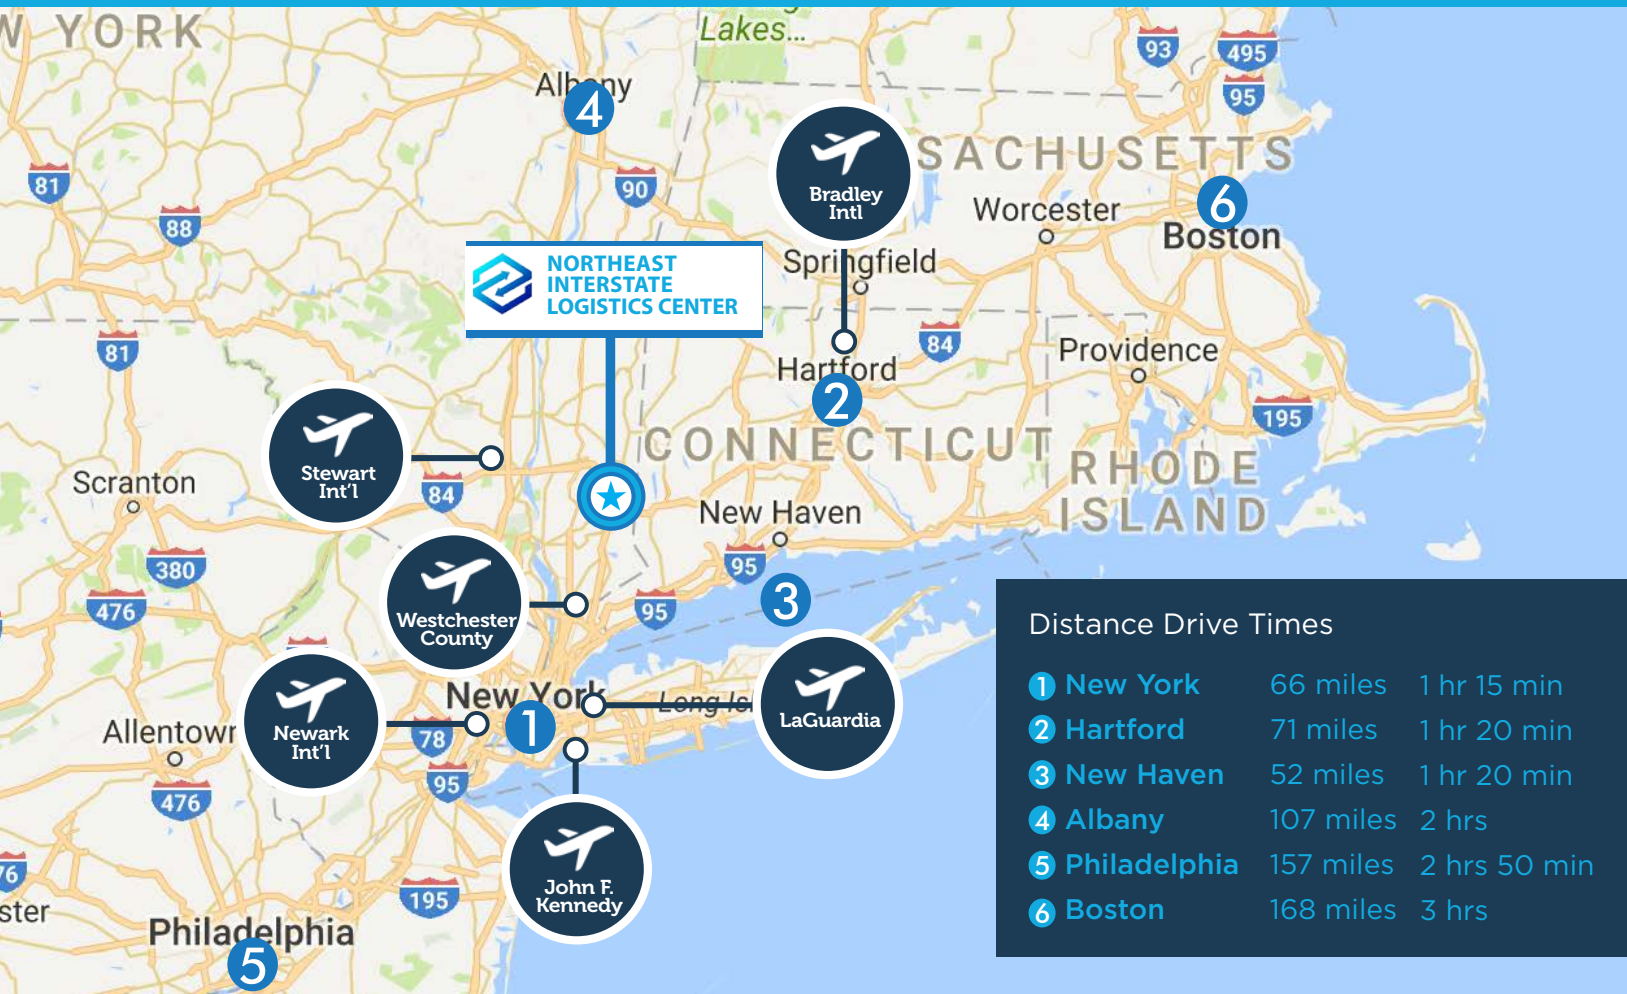 W YORK
Lakes...
93
495
Albany
4
95
Bradley
Intl
SACHUSETTS
81
90
6
Worcester
88
Boston
NORTHEAST
INTERSTATE
LOGISTICS CENTER
Springfield
81
84
Providence
Hartford
2
195
CONNECTICUT
RHODE
ISLAND
Stewart
Int'l
84
Scranton
New Haven
95
380
3
476
95
Westchester
County
New York
Long Is
LaGuardia
1
Newark
Int'l
78
Allentow
95
476
John F.
Kennedy
76
195
ster
Philadelphia
5
Distance Drive Times
1 New York 66 miles 1 hr 15 min
2 Hartford 71 miles 1 hr 20 min
3 New Haven 52 miles 1 hr 20 min
4 Albany 107 miles 2 hrs
5 Philadelphia 157 miles 2 hrs 50 min
6 Boston 168 miles 3 hrs